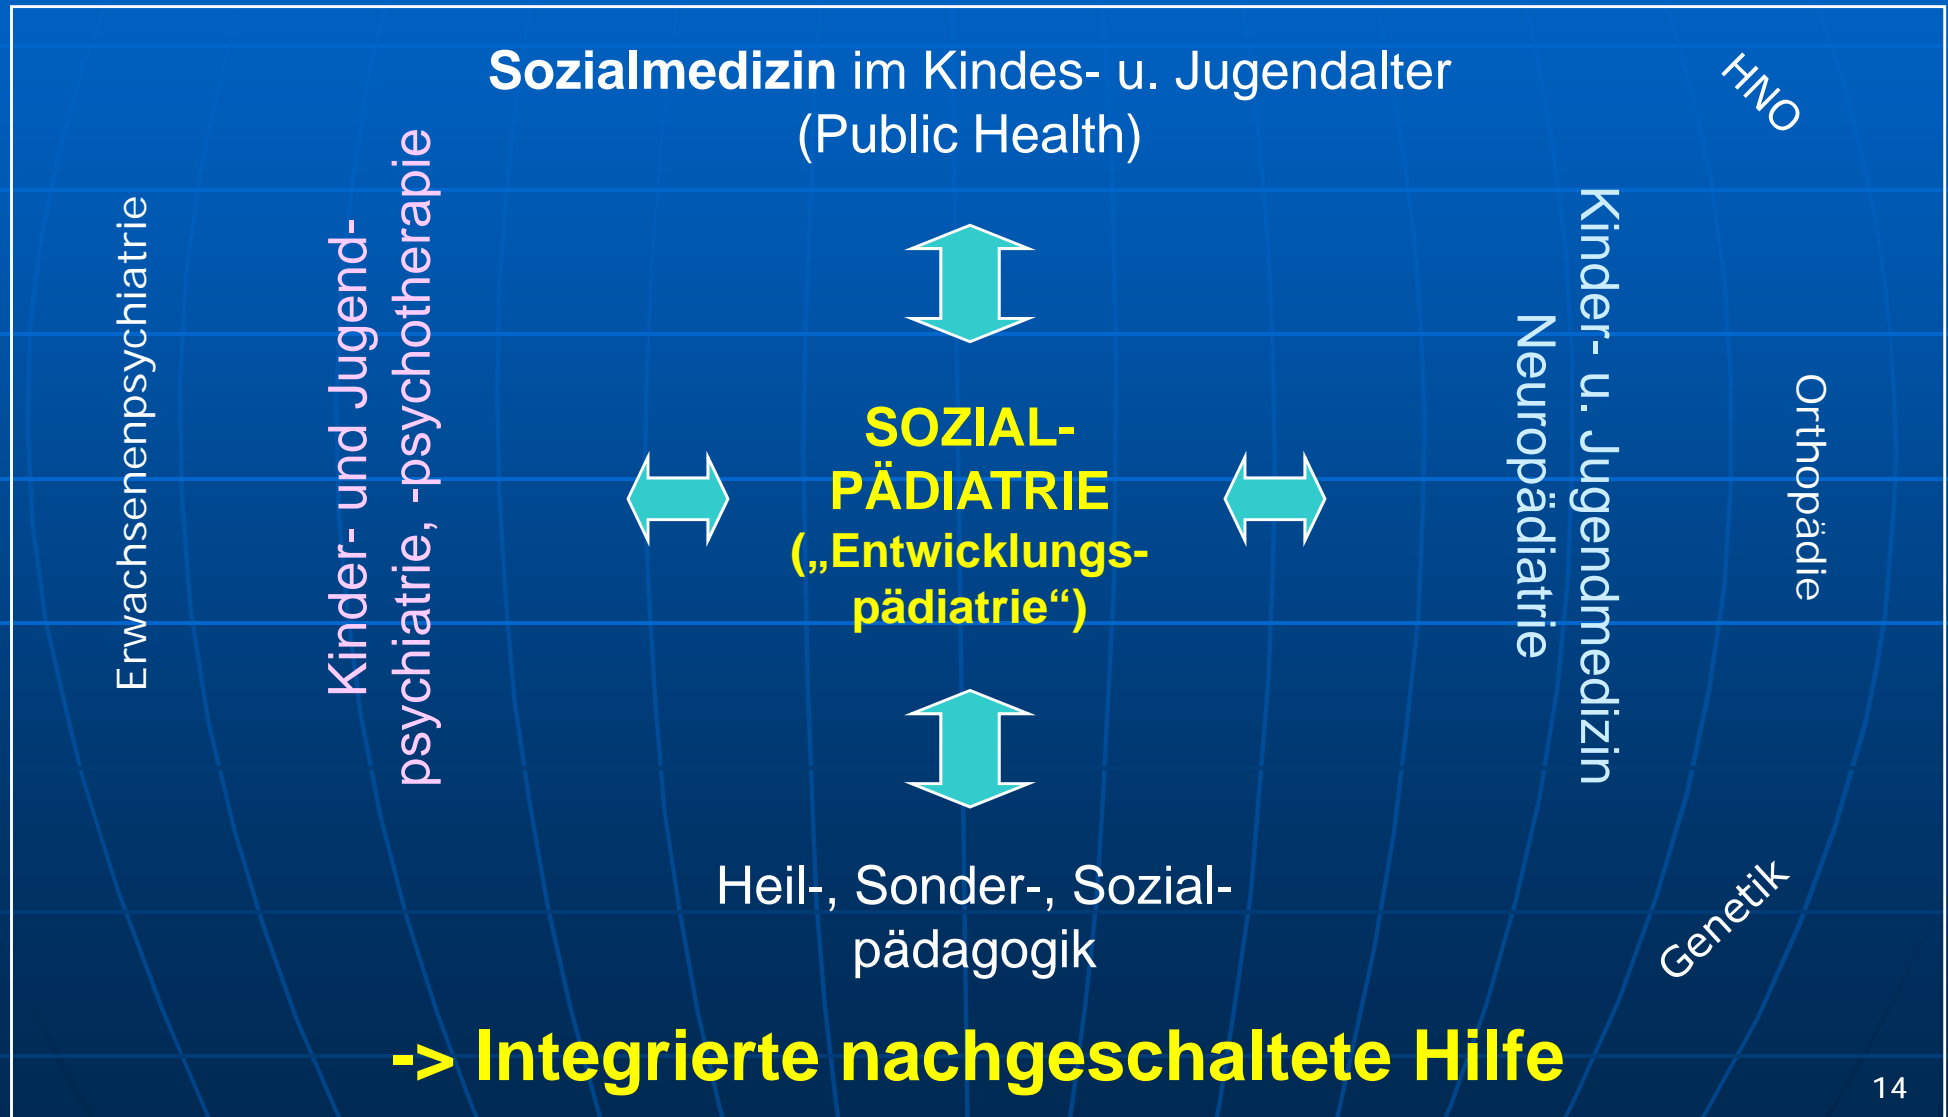 Sozialmedizin im Kindes- u. Jugendalter
(Public Health)
HNO
Erwachsenenpsychiatrie
Kinder- und Jugend-
psychiatrie, -psychotherapie
SOZIAL-
PÄDIATRIE
(„Entwicklungs-
pädiatrie“)
Kinder- u. Jugendmedizin
Neuropädiatrie
Orthopädie
Heil-, Sonder-, Sozial-
pädagogik
Genetik
-> Integrierte nachgeschaltete Hilfe
14